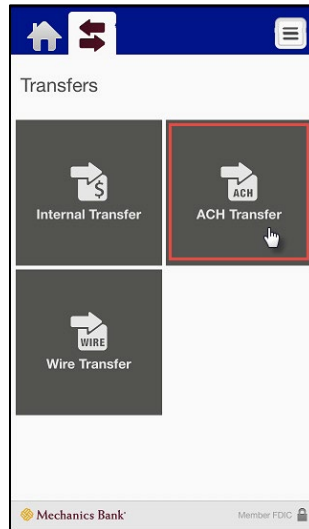 Transfers
$
Internal Transfer
ACH
ACH Transfer
WIRE
Wire Transfer
Mechanics Bank
Member FDIC